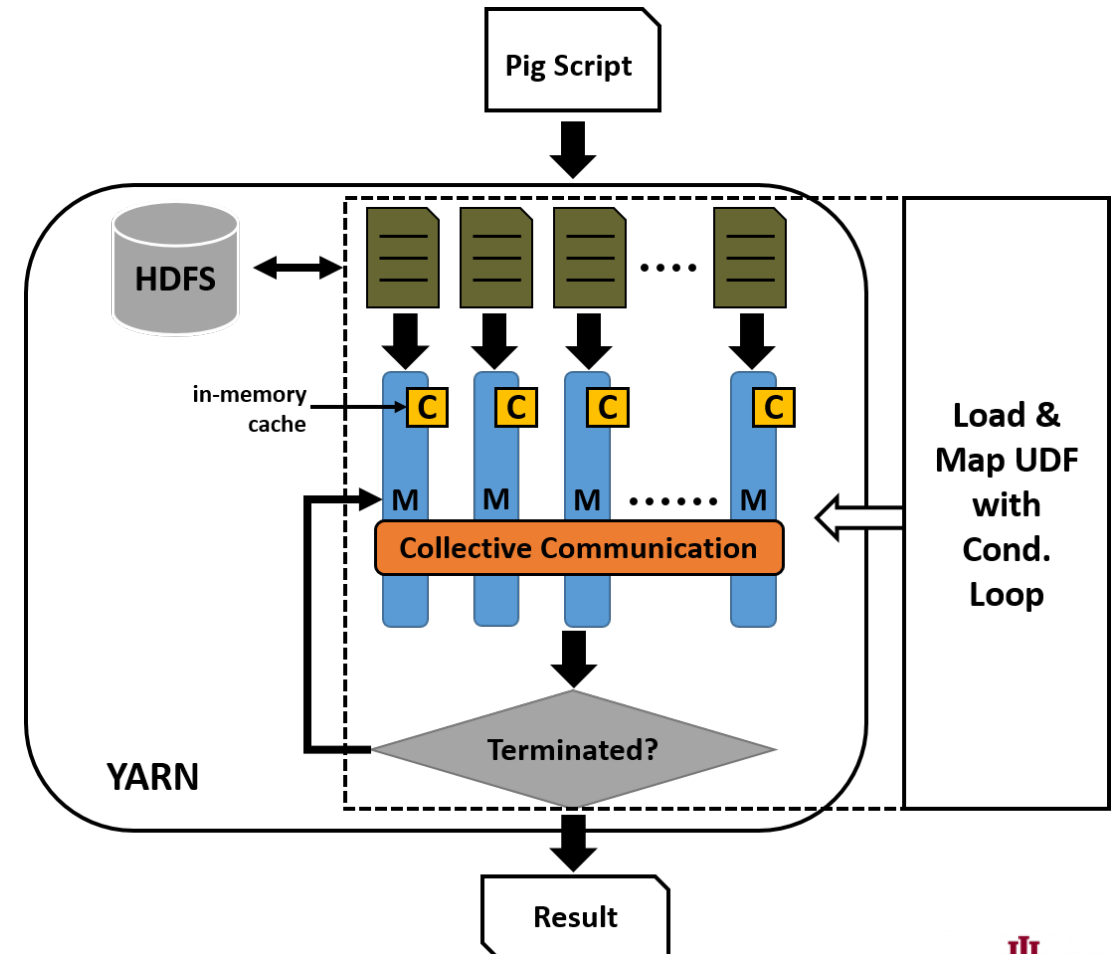 Pig Script
HDFS
....
in-memory
cache
C C C C
M M M ...... M
Collective Communication
Load &
Map UDF
with
Cond.
Loop
Terminated?
YARN
Result